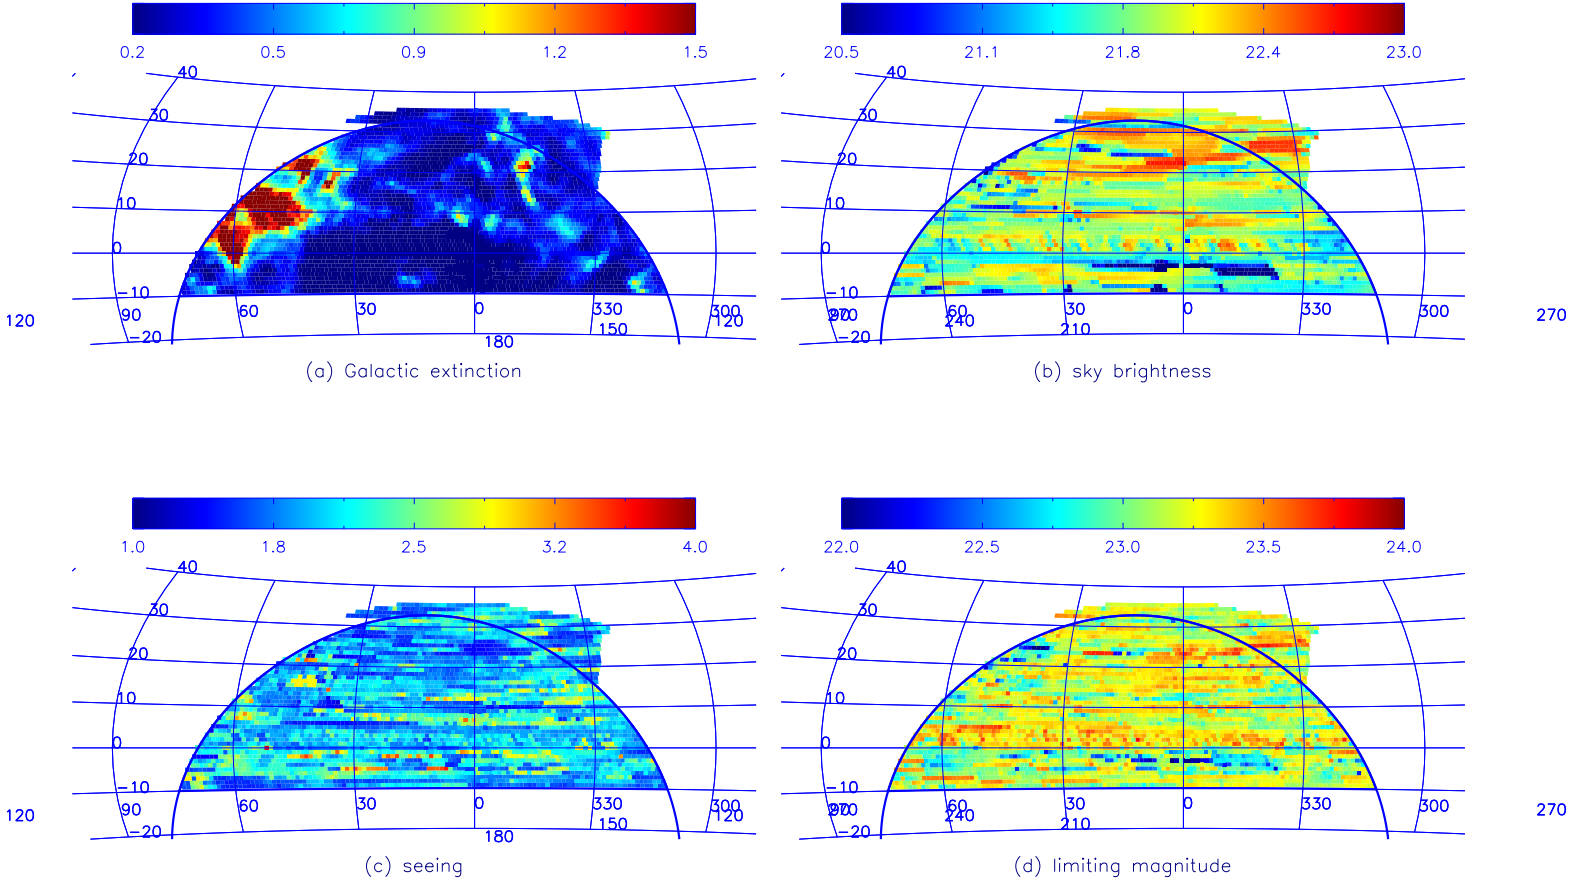 0.2 0.5 0.9 1.2 1.5 20.5 21.1 21.8 22.4 23.0
40 40
30 30
20 20
10 10
0 0
-10 -10
120 90 60 30 0 330 300 120 270 90 60 240 30 0 330 300 270
-20 180 150 -20 210
(a) Galactic extinction (b) sky brightness
1.0 1.8 2.5 3.2 4.0 22.0 22.5 23.0 23.5 24.0
40 40
30 30
20 20
10 10
0 0
-10 -10
120 90 60 30 0 330 300 120 270 90 60 240 30 0 330 300 270
-20 180 150 -20 210
(c) seeing (d) limiting magnitude